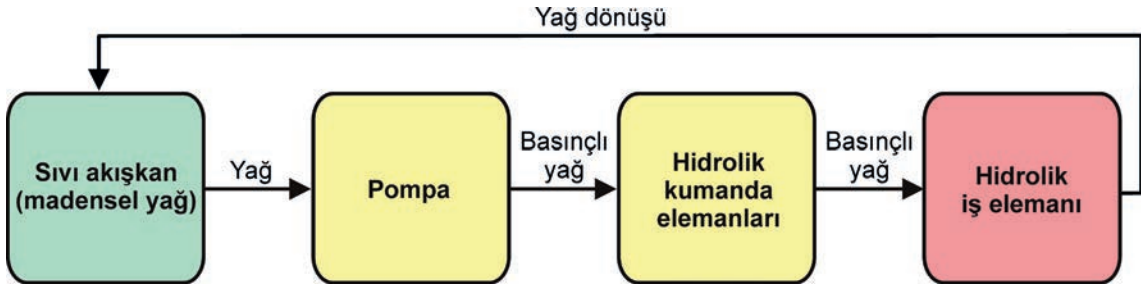 Yağ dönüşü
Sıvı akışkan
(madensel yağ)
Yağ
Pompa
Basınçlı
yağ
Hidrolik
kumanda
elemanları
Basınçlı
yağ
Hidrolik
iş elemanı